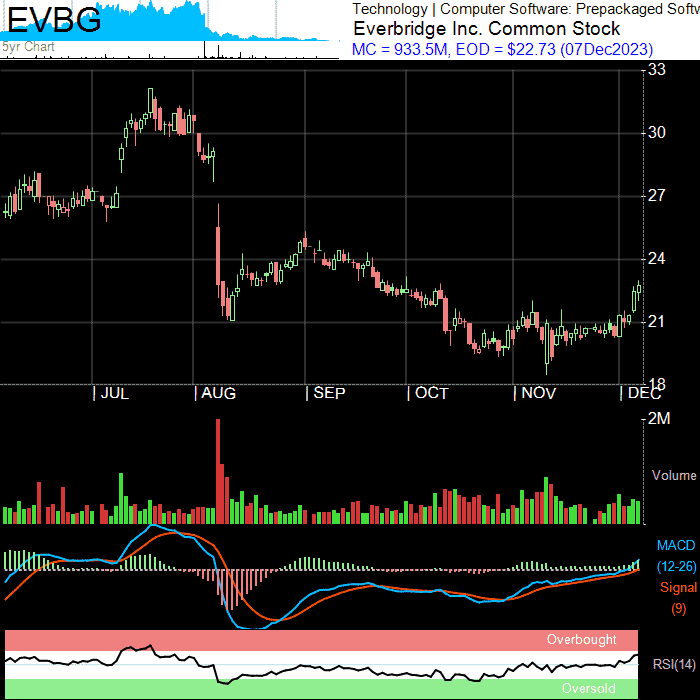 EVBG
5yr Chart
Technology | Computer Software: Prepackaged Softw
Everbridge Inc. Common Stock
MC = 933.5M, EOD = $22.73 (07Dec2023)
33
30
27
24
21
18
| JUL | AUG | SEP | OCT | NOV | DEC
2M
Volume
MACD
(12-26)
Signal
(9)
Overbought
RSI(14)
Oversold